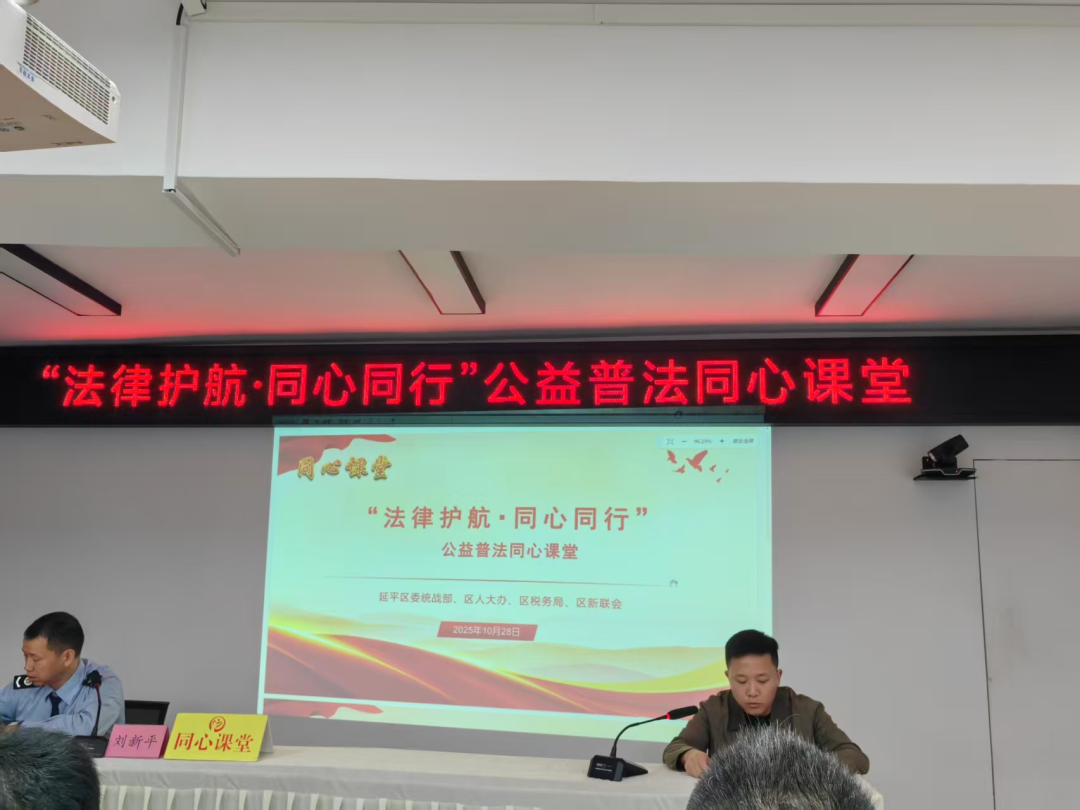 “法律护航·同心同行”公益普法同心课堂
同心课堂
“法律护航·同心同行”
公益普法同心课堂
延平区委统战部、区人大办、区税务局、区新联会
2025年10月28日
刘新平
同心课堂